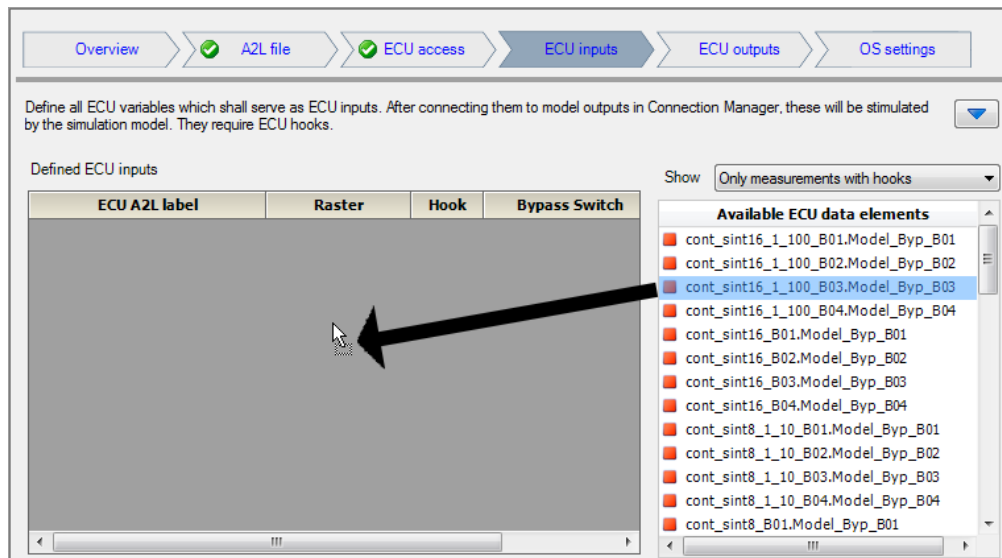 Overview
A2L file
ECU access
ECU inputs
ECU outputs
OS settings
Define all ECU variables which shall serve as ECU inputs. After connecting them to model outputs in Connection Manager, these will be stimulated
by the simulation model. They require ECU hooks.
Defined ECU inputs
ECU A2L label
Raster
Hook
Bypass Switch
Show
Only measurements with hooks
Available ECU data elements
cont_sint16_1_100_B01.Model_Byp_B01
cont_sint16_1_100_B02.Model_Byp_B02
cont_sint16_1_100_B03.Model_Byp_B03
cont_sint16_1_100_B04.Model_Byp_B04
cont_sint16_B01.Model_Byp_B01
cont_sint16_B02.Model_Byp_B02
cont_sint16_B03.Model_Byp_B03
cont_sint16_B04.Model_Byp_B04
cont_sint8_1_10_B01.Model_Byp_B01
cont_sint8_1_10_B02.Model_Byp_B02
cont_sint8_1_10_B03.Model_Byp_B03
cont_sint8_1_10_B04.Model_Byp_B04
cont_sint8_B01.Model_Byp_B01